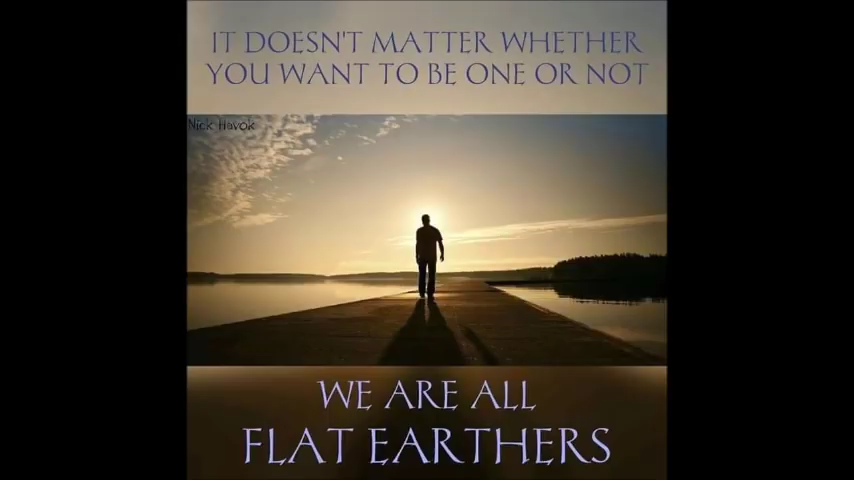 IT DOESN'T MATTER WHETHER
YOU WANT TO BE ONE OR NOT
Nick Havok
WE ARE ALL
FLAT EARTHERS